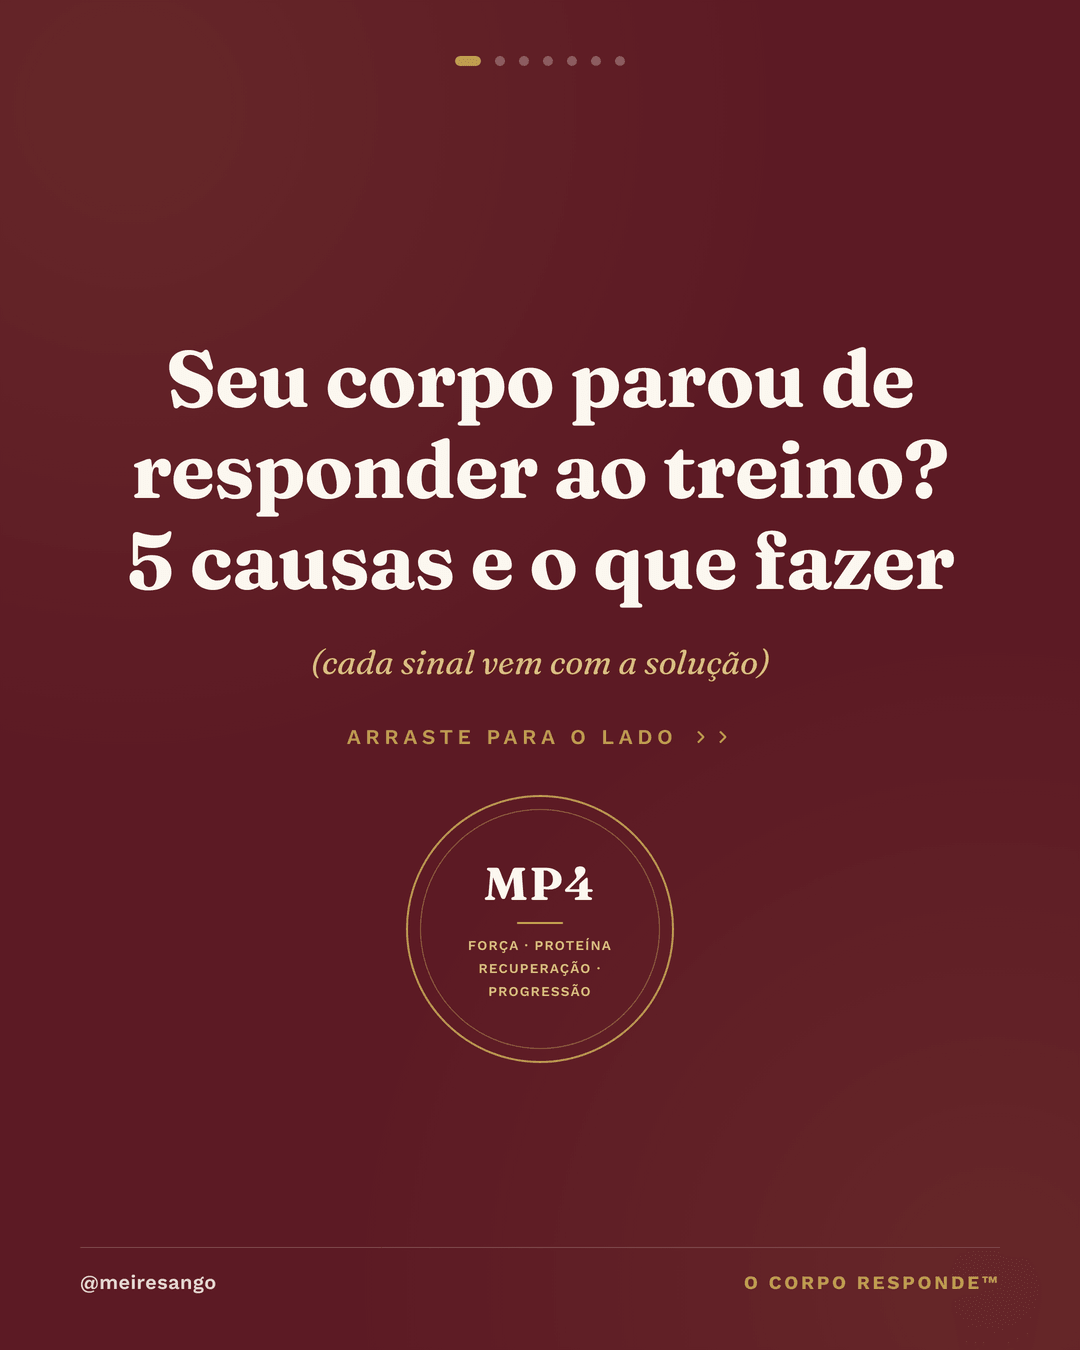 Seu corpo parou de
responder ao treino?
5 causas e o que fazer
(cada sinal vem com a solução)
ARRASTE PARA O LADO >>
MP4
FORÇA · PROTEÍNA
RECUPERAÇÃO ·
PROGRESSÃO
@meiresango
O CORPO RESPONDE™